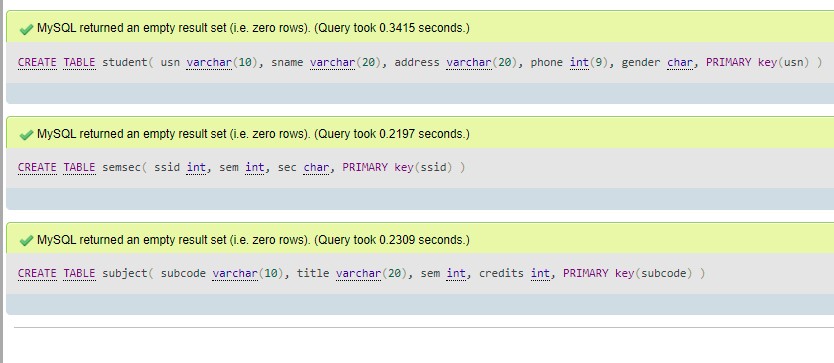 MySQL returned an empty result set (i.e. zero rows). (Query took 0.3415 seconds.)
CREATE TABLE student( usn varchar(10), sname varchar(20), address varchar(20), phone int(9), gender char, PRIMARY key(usn) )
MySQL returned an empty result set (i.e. zero rows). (Query took 0.2197 seconds.)
CREATE TABLE semsec( ssid int, sem int, sec char, PRIMARY key(ssid) )
MySQL returned an empty result set (i.e. zero rows). (Query took 0.2309 seconds.)
CREATE TABLE subject( subcode varchar(10), title varchar(20), sem int, credits int, PRIMARY key(subcode) )